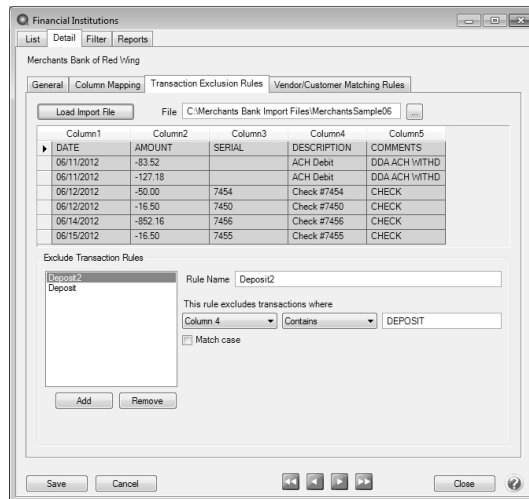 Financial Institutions
List Detail Filter Reports
Merchants Bank of Red Wing
General Column Mapping Transaction Exclusion Rules Vendor/Customer Matching Rules
Load Import File File C:\Merchants Bank Import Files\MerchantsSample06 ...
Column1 Column2 Column3 Column4 Column5
DATE AMOUNT SERIAL DESCRIPTION COMMENTS
06/11/2012 -83.52 ACH Debit DDA ACH WITHD
06/11/2012 -127.18 ACH Debit DDA ACH WITHD
06/12/2012 -50.00 7454 Check #7454 CHECK
06/12/2012 -16.50 7450 Check #7450 CHECK
06/14/2012 -852.16 7456 Check #7456 CHECK
06/15/2012 -16.50 7455 Check #7455 CHECK
Exclude Transaction Rules
Deposit2
Deposit
Rule Name Deposit2
This rule excludes transactions where
Column 4 Contains DEPOSIT
Match case
Add Remove
Save Cancel Close ?